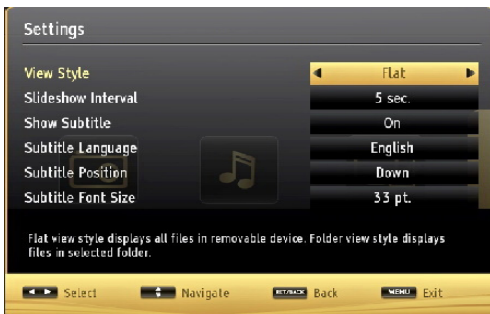 Settings
View Style Flat
Slideshow Interval 5 sec.
Show Subtitle On
Subtitle Language English
Subtitle Position Down
Subtitle Font Size 33 pt.
Flat view style displays all files in removable device. Folder view style displays
files in selected folder.
Select Navigate RET/BACK Back MENU Exit